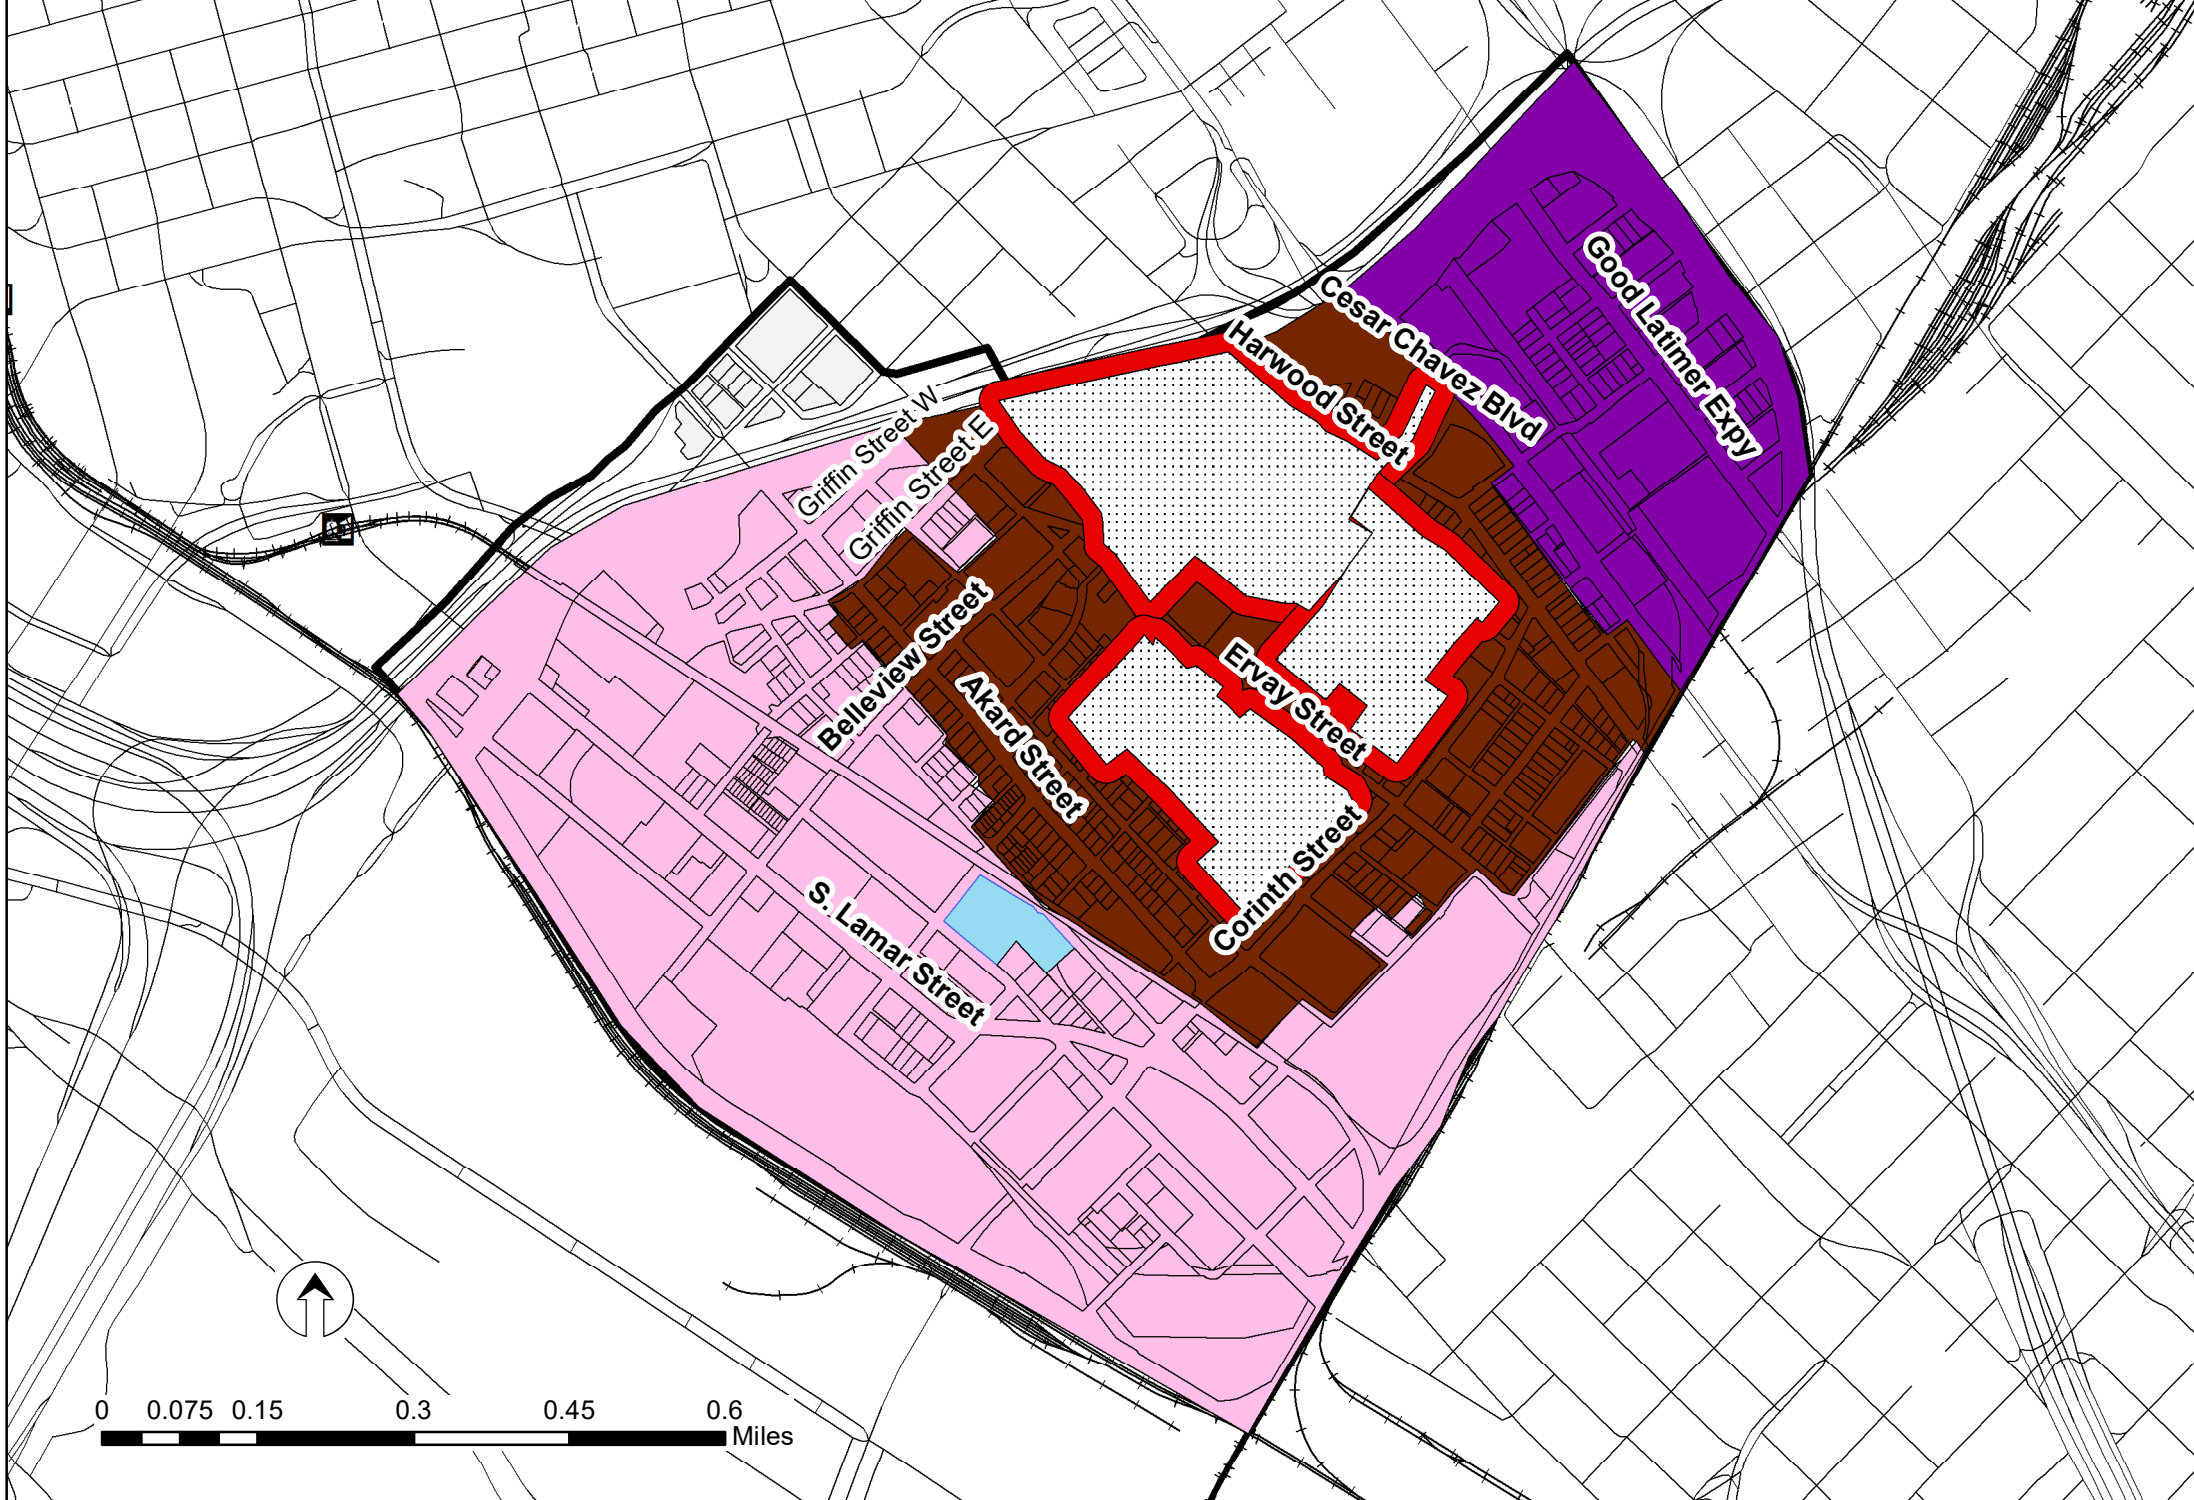 Good Latimer Expy
Cesar Chavez Blvd
Harwood Street
Griffin Street W
Griffin Street E
R
Belleview Street
Ervay Street
Akard Street
Corinth Street
S. Lamar Street
0 0.075 0.15 0.3 0.45 0.6
Miles